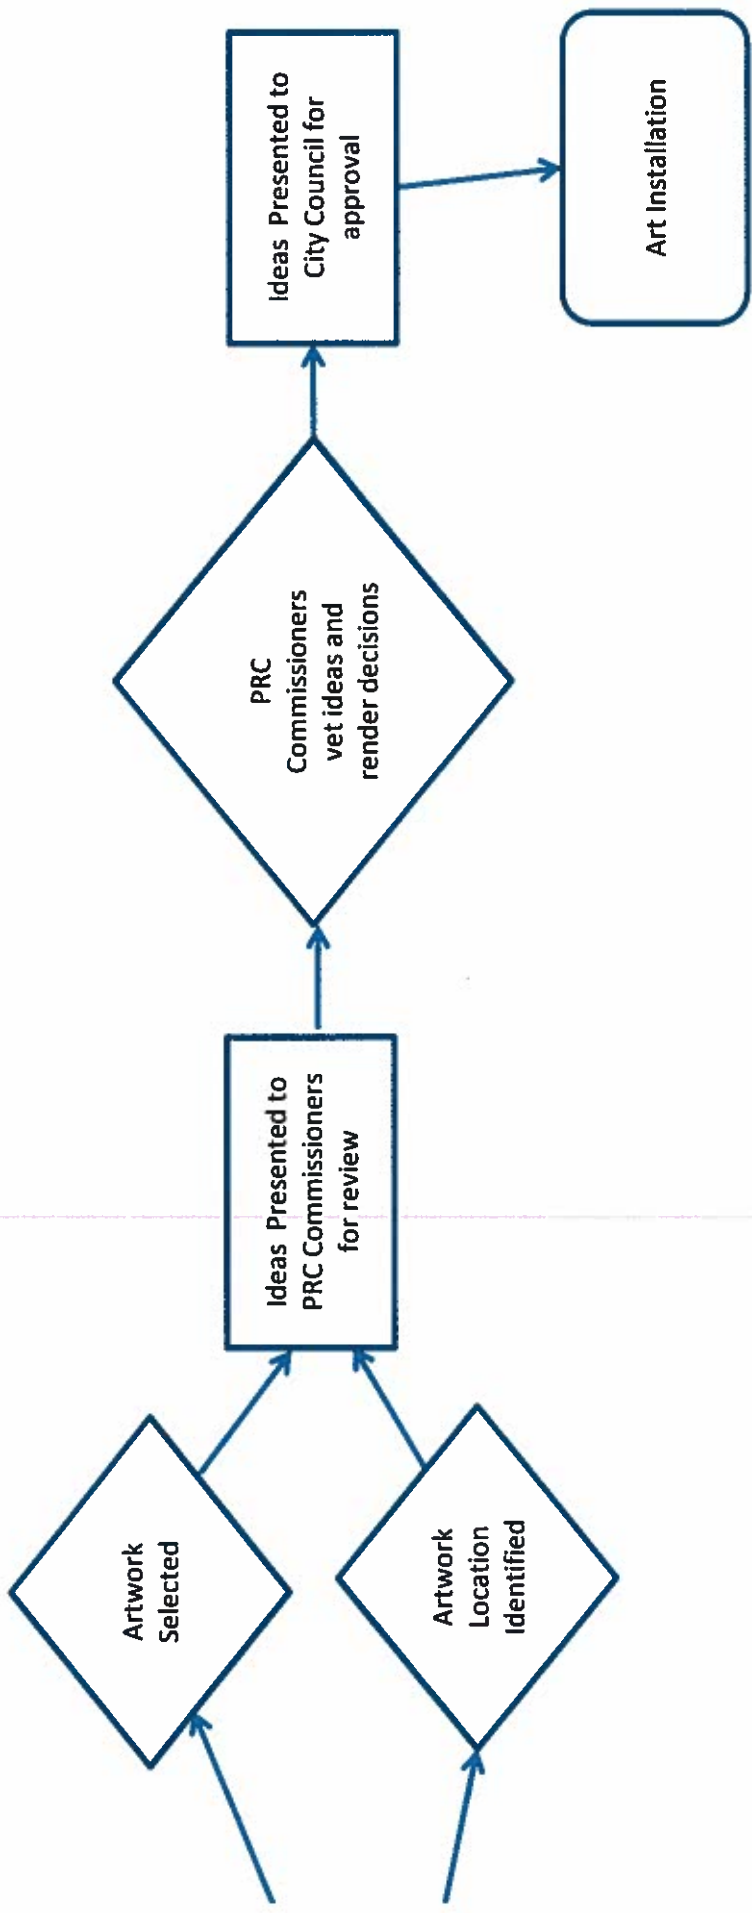 Artwork
Selected
Artwork
Location
Identified
Ideas Presented to
PRC Commissioners
for review
PRC
Commissioners
vet ideas and
render decisions
Ideas Presented to
City Council for
approval
Art Installation